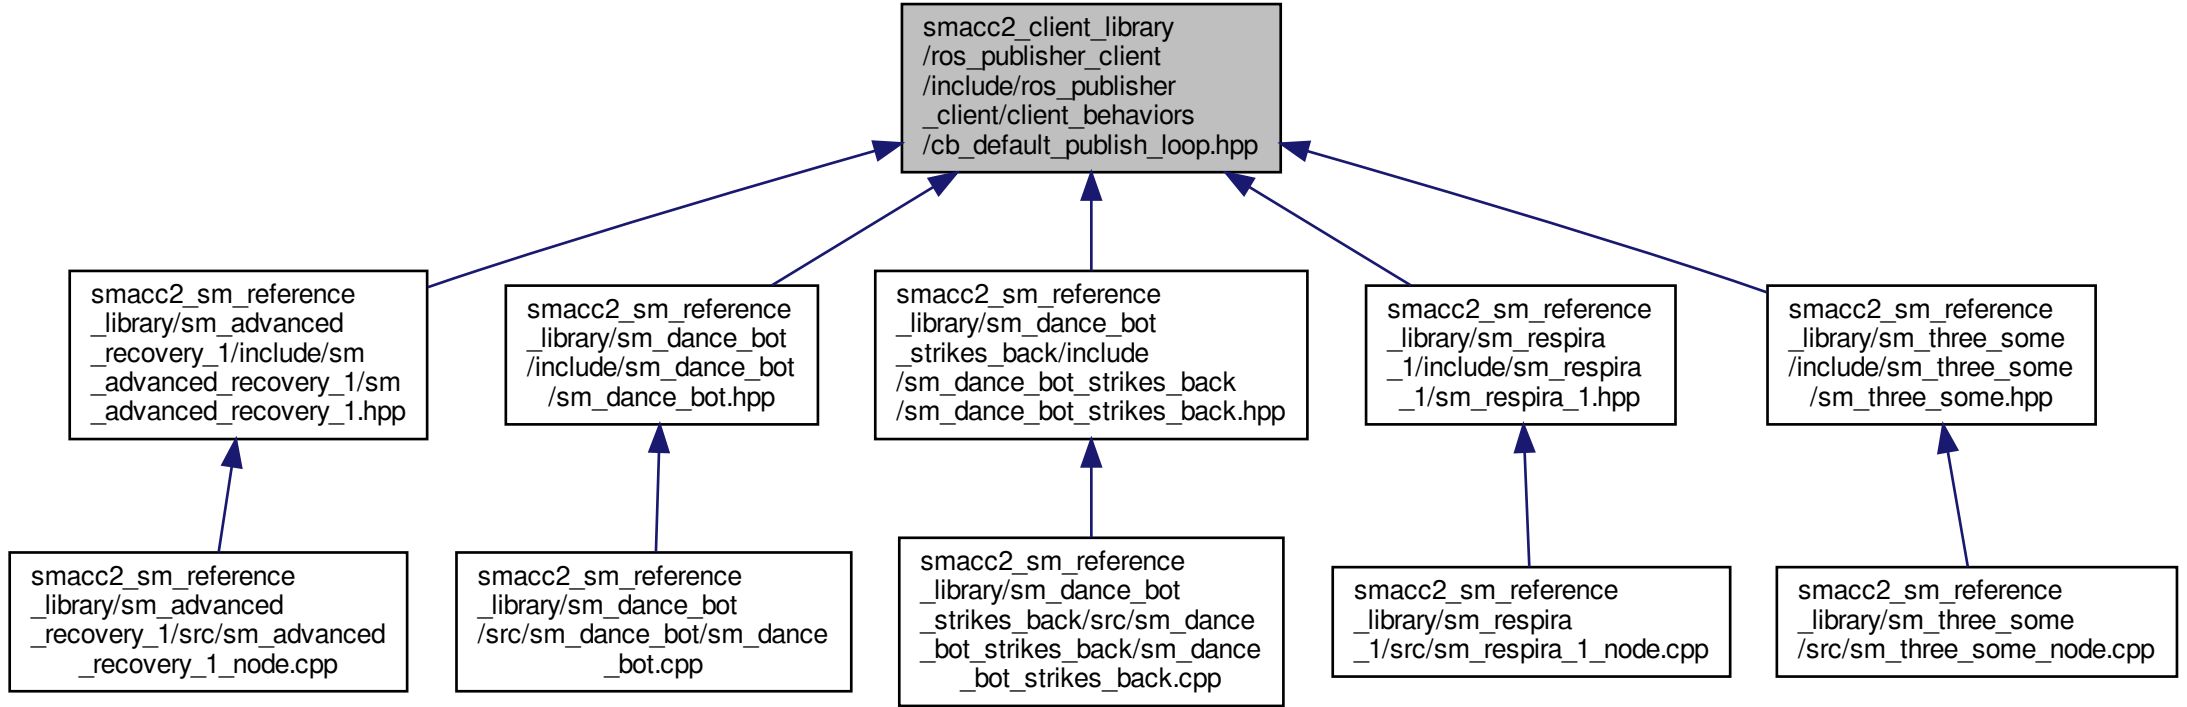 smacc2_client_library
/ros_publisher_client
/include/ros_publisher
_client/client_behaviors
/cb_default_publish_loop.hpp
smacc2_sm_reference
_library/sm_advanced
_recovery_1/include/sm
_advanced_recovery_1/sm
_advanced_recovery_1.hpp
smacc2_sm_reference
_library/sm_dance_bot
/include/sm_dance_bot
/sm_dance_bot.hpp
smacc2_sm_reference
_library/sm_dance_bot
_strikes_back/include
/sm_dance_bot_strikes_back
/sm_dance_bot_strikes_back.hpp
smacc2_sm_reference
_library/sm_respira
_1/include/sm_respira
_1/sm_respira_1.hpp
smacc2_sm_reference
_library/sm_three_some
/include/sm_three_some
/sm_three_some.hpp
smacc2_sm_reference
_library/sm_advanced
_recovery_1/src/sm_advanced
_recovery_1_node.cpp
smacc2_sm_reference
_library/sm_dance_bot
/src/sm_dance_bot/sm_dance
_bot.cpp
smacc2_sm_reference
_library/sm_dance_bot
_strikes_back/src/sm_dance
_bot_strikes_back/sm_dance
_bot_strikes_back.cpp
smacc2_sm_reference
_library/sm_respira
_1/src/sm_respira_1_node.cpp
smacc2_sm_reference
_library/sm_three_some
/src/sm_three_some_node.cpp